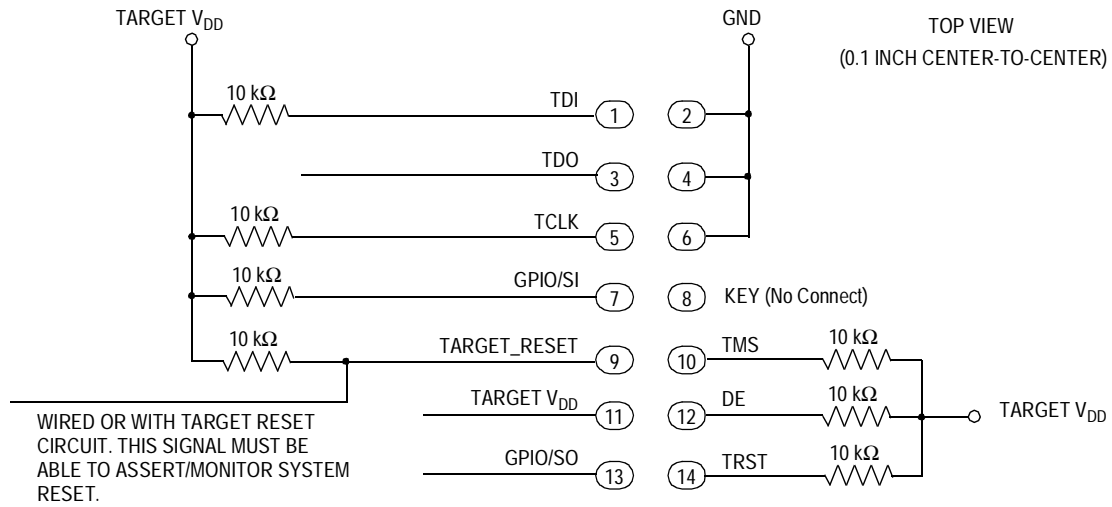 TARGET VDD
GND
TOP VIEW
(0.1 INCH CENTER-TO-CENTER)
10 kΩ
TDI
1
2
TDO
3
4
10 kΩ
TCLK
5
6
10 kΩ
GPIO/SI
7
8
KEY (No Connect)
10 kΩ
TARGET_RESET
9
10
TMS
10 kΩ
TARGET VDD
11
12
DE
10 kΩ
TARGET VDD
WIRED OR WITH TARGET RESET
CIRCUIT. THIS SIGNAL MUST BE
ABLE TO ASSERT/MONITOR SYSTEM
RESET.
GPIO/SO
13
14
TRST
10 kΩ